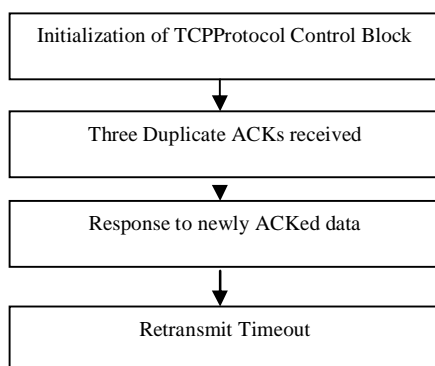 Initialization of TCPProtocol Control Block
Three Duplicate ACKs received
Response to newly ACKed data
Retransmit Timeout